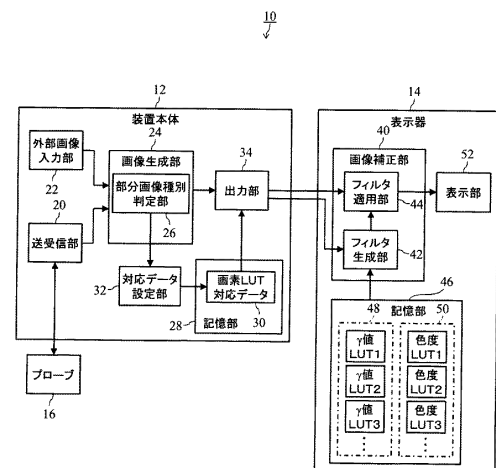 10
12
装置本体
外部画像
入力部
22
24
画像生成部
部分画像種別
判定部
26
34
出力部
20
送受信部
対応データ
設定部
32
画素LUT
対応データ
28
記憶部
30
プローブ
16
14
表示器
40
画像補正部
フィルタ
適用部
44
フィルタ
生成部
42
52
表示部
46
記憶部
48
γ値
LUT1
γ値
LUT2
γ値
LUT3
⋮
50
色度
LUT1
色度
LUT2
色度
LUT3
⋮